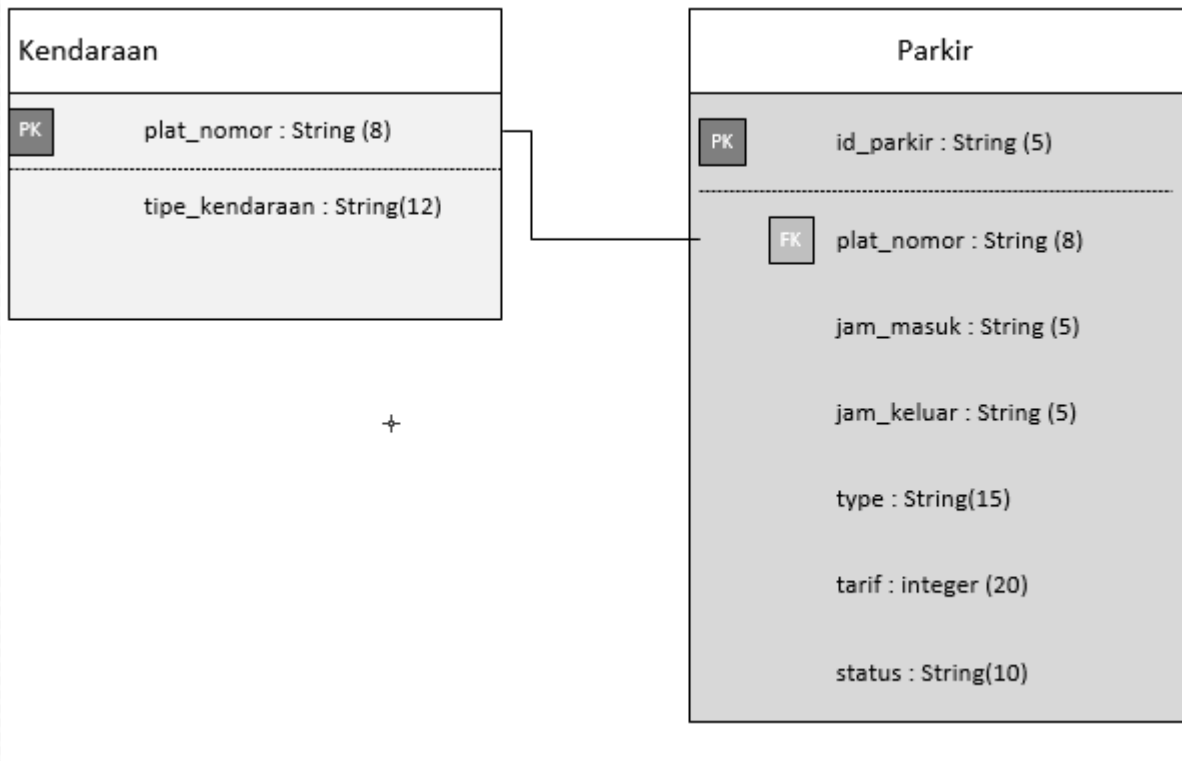 Kendaraan
PK plat_nomor : String (8)
tipe_kendaraan : String(12)
Parkir
PK id_parkir : String (5)
FK plat_nomor : String (8)
jam_masuk : String (5)
jam_keluar : String (5)
type : String(15)
tarif : integer (20)
status : String(10)